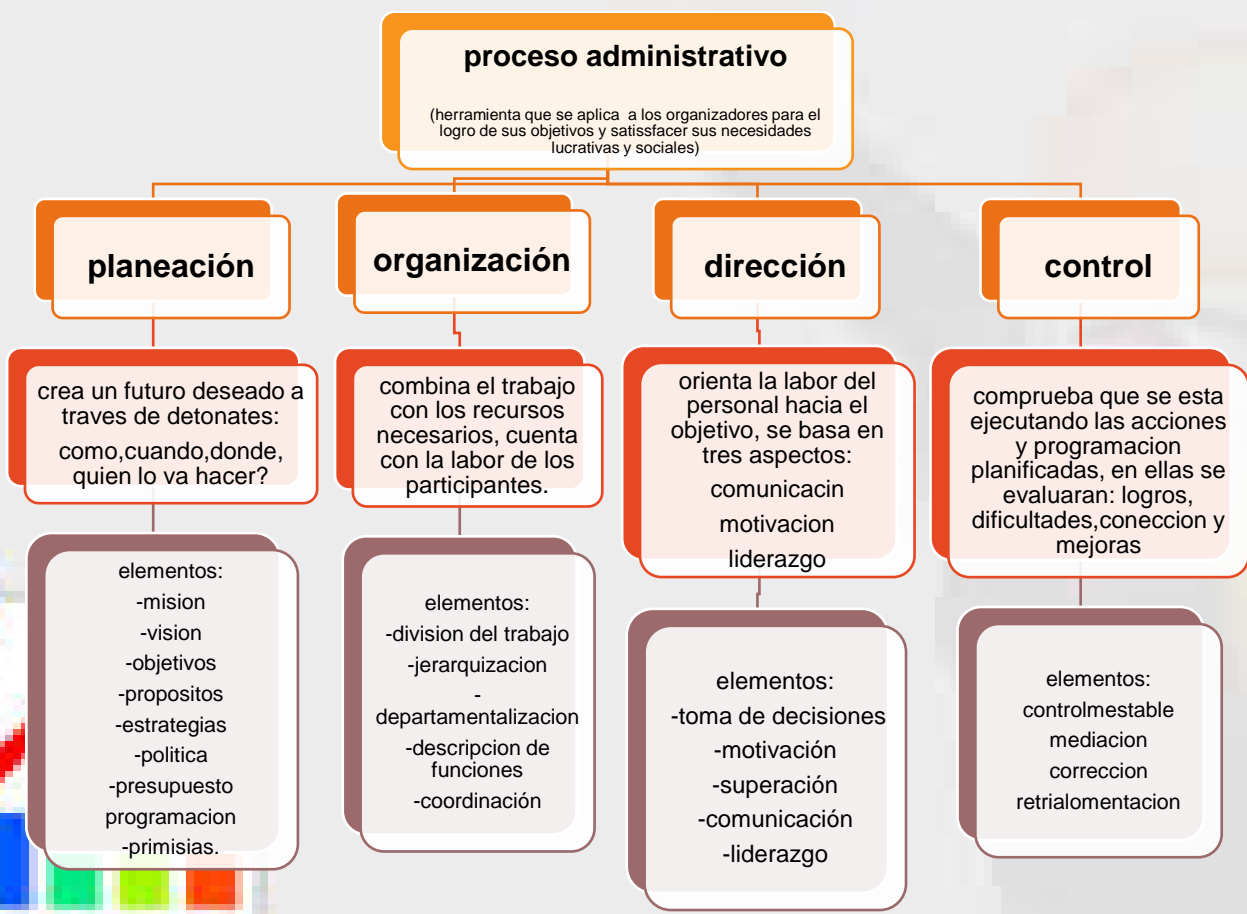 proceso administrativo
(herramienta que se aplica a los organizadores para el
logro de sus objetivos y satissfacer sus necesidades
lucrativas y sociales)
planeación
crea un futuro deseado a
traves de detonates:
como,cuando,donde,
quien lo va hacer?
elementos:
-mision
-vision
-objetivos
-propositos
-estrategias
-politica
-presupuesto
programacion
-primisias.
organización
combina el trabajo
con los recursos
necesarios, cuenta
con la labor de los
participantes.
elementos:
-division del trabajo
-jerarquizacion
-
departamentalizacion
-descripcion de
funciones
-coordinación
dirección
orienta la labor del
personal hacia el
objetivo, se basa en
tres aspectos:
comunicacin
motivacion
liderazgo
elementos:
-toma de decisiones
-motivación
-superación
-comunicación
-liderazgo
control
comprueba que se esta
ejecutando las acciones
y programacion
planificadas, en ellas se
evaluaran: logros,
dificultades,coneccion y
mejoras
elementos:
controlmestable
mediacion
correccion
retrialomentacion